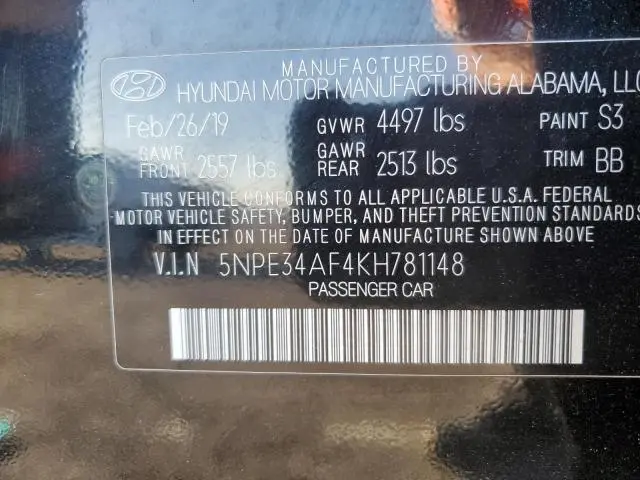 MANUFACTURED BY
HYUNDAI MOTOR MANUFACTURING ALABAMA, LLC
Feb/26/19 GVWR 4497 lbs PAINT S3
GAWR FRONT 2557 lbs GAWR REAR 2513 lbs TRIM BB
THIS VEHICLE CONFORMS TO ALL APPLICABLE U.S.A. FEDERAL
MOTOR VEHICLE SAFETY, BUMPER, AND THEFT PREVENTION STANDARDS
IN EFFECT ON THE DATE OF MANUFACTURE SHOWN ABOVE
V.I.N 5NPE34AF4KH781148
PASSENGER CAR